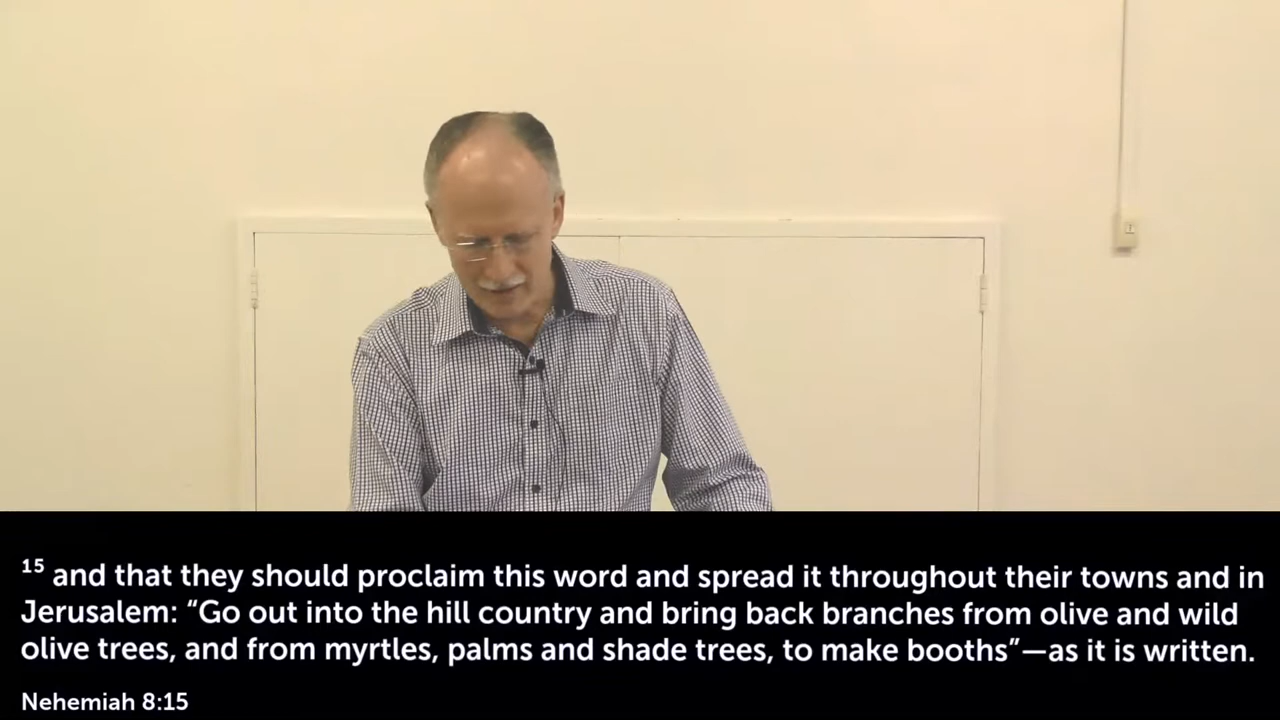 15 and that they should proclaim this word and spread it throughout their towns and in
Jerusalem: “Go out into the hill country and bring back branches from olive and wild
olive trees, and from myrtles, palms and shade trees, to make booths”—as it is written.
Nehemiah 8:15